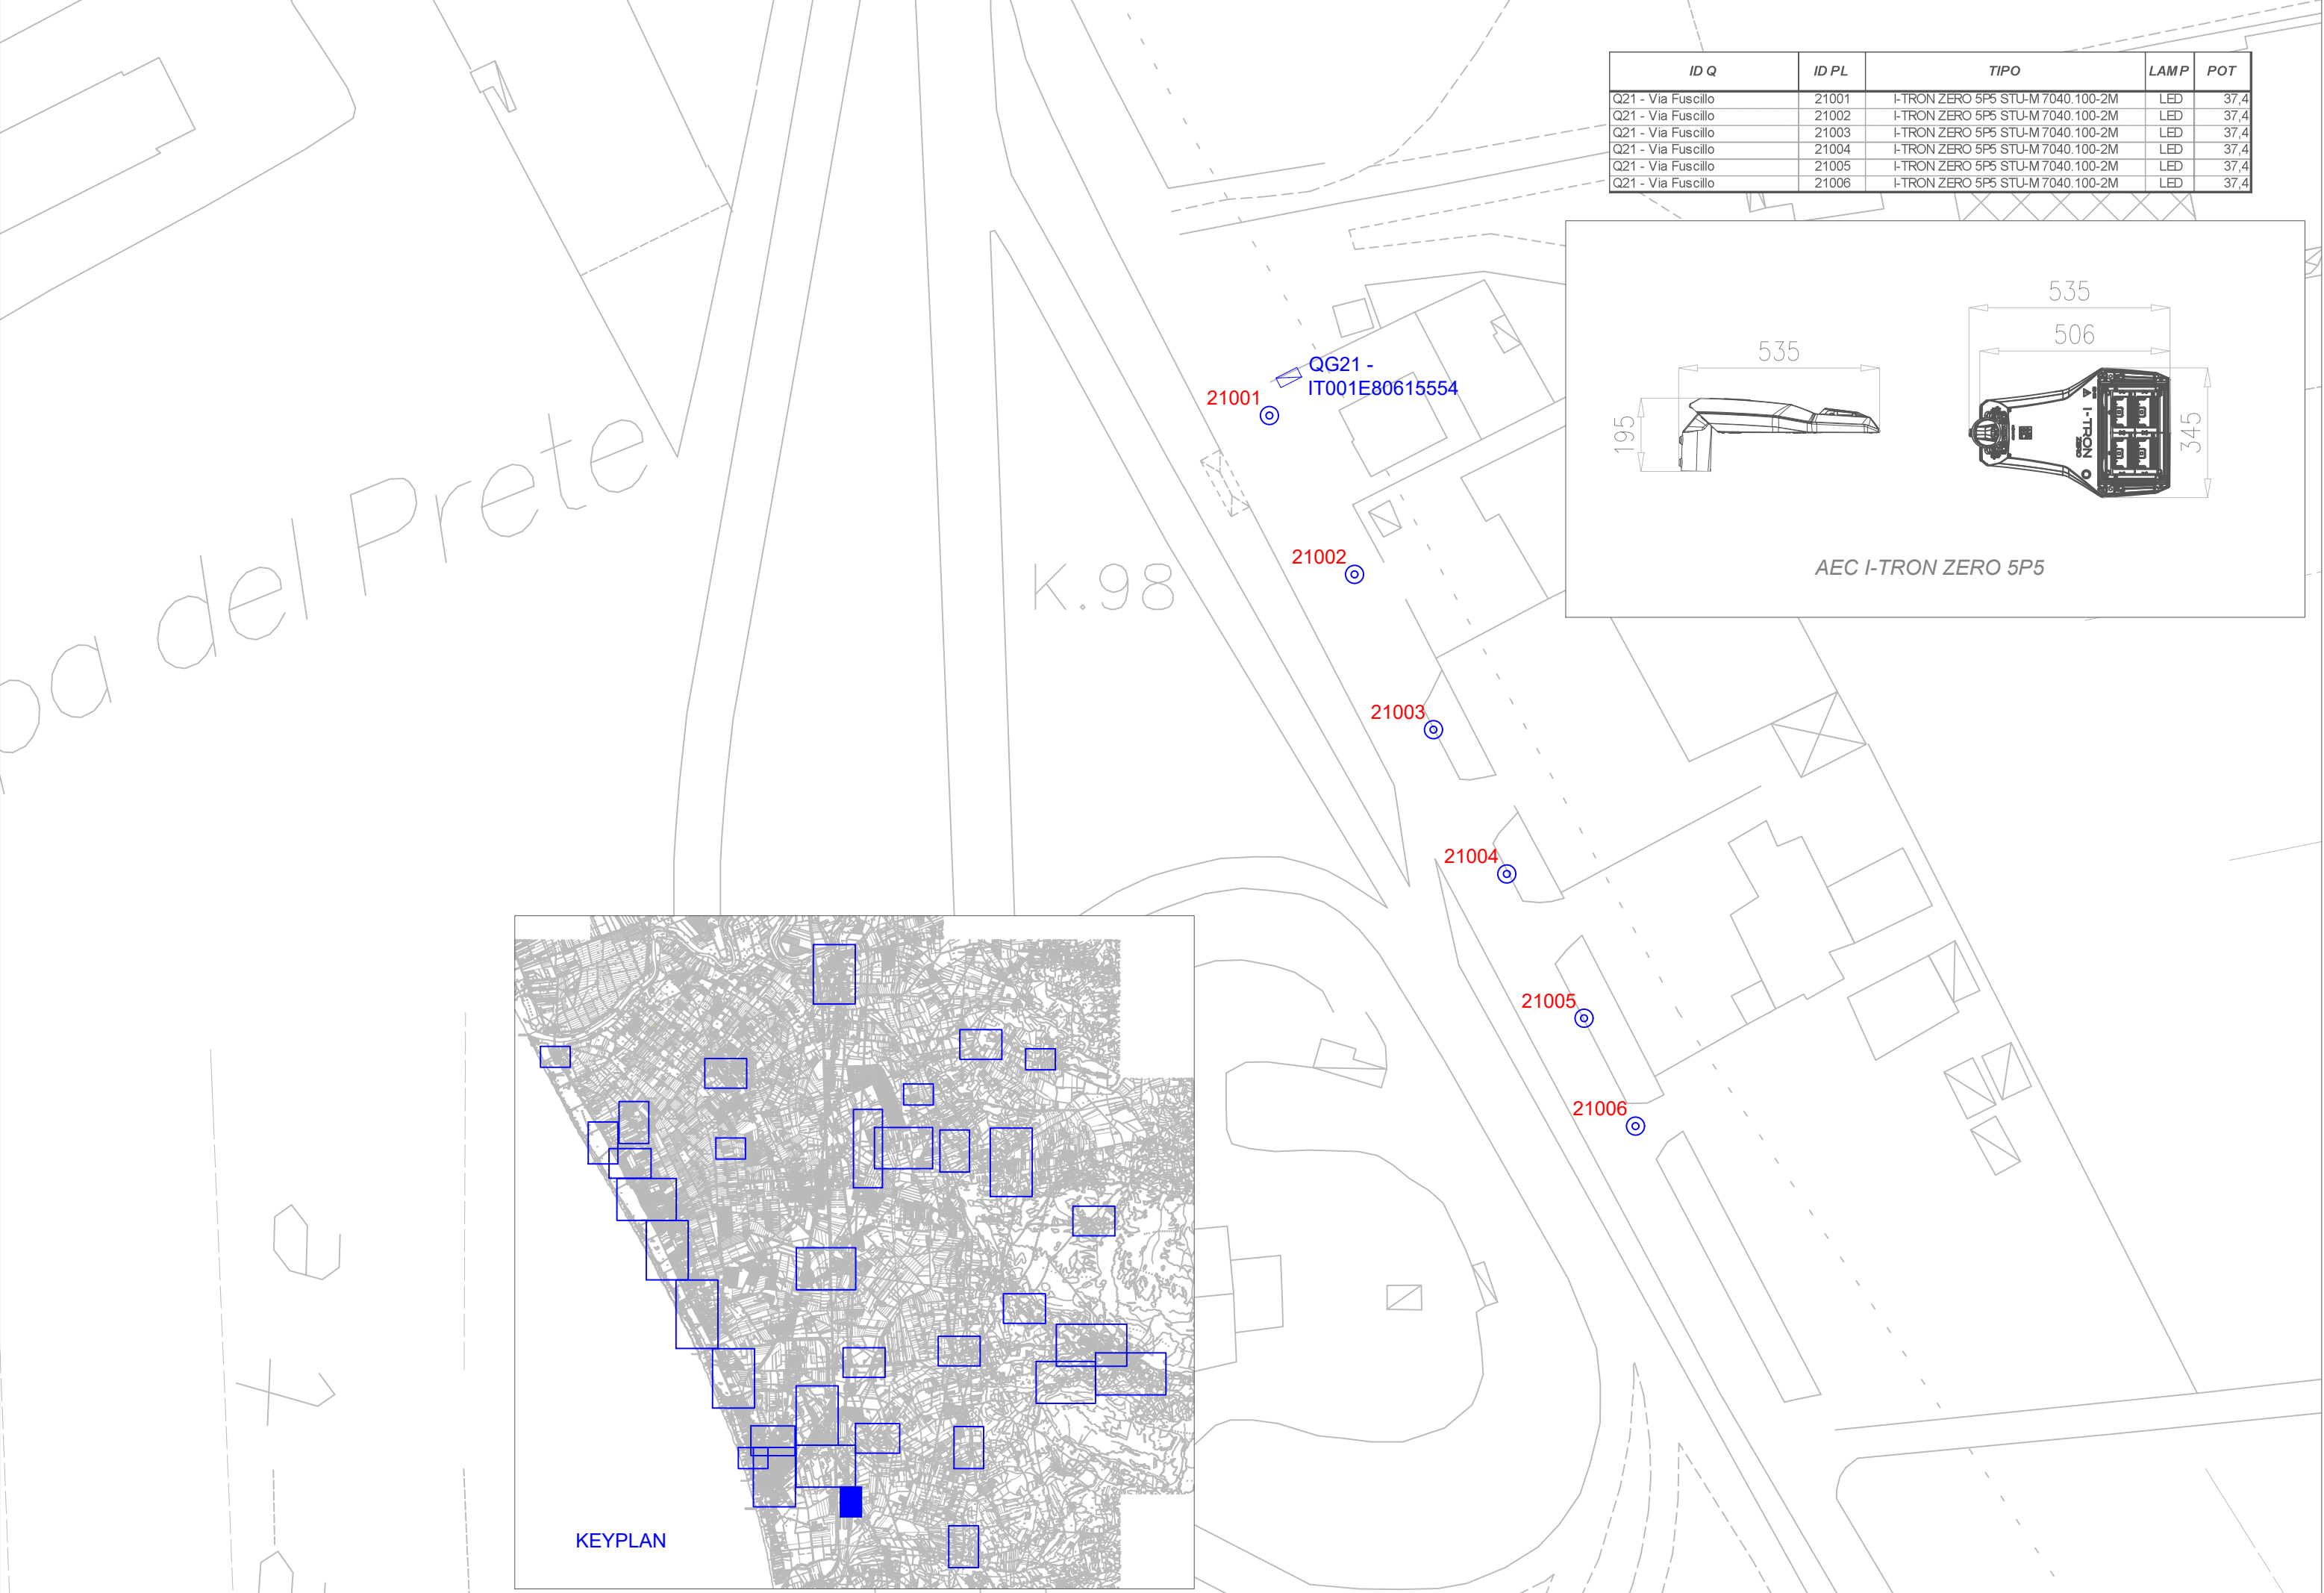 ID Q ID PL TIPO LAMP POT
Q21 - Via Fuscillo 21001 I-TRON ZERO 5P5 STU-M 7040.100-2M LED 37,4
Q21 - Via Fuscillo 21002 I-TRON ZERO 5P5 STU-M 7040.100-2M LED 37,4
Q21 - Via Fuscillo 21003 I-TRON ZERO 5P5 STU-M 7040.100-2M LED 37,4
Q21 - Via Fuscillo 21004 I-TRON ZERO 5P5 STU-M 7040.100-2M LED 37,4
Q21 - Via Fuscillo 21005 I-TRON ZERO 5P5 STU-M 7040.100-2M LED 37,4
Q21 - Via Fuscillo 21006 I-TRON ZERO 5P5 STU-M 7040.100-2M LED 37,4
535
506
535
195
345
I-TRON
ZERO
AEC I-TRON ZERO 5P5
QG21 -
IT001E80615554
21001
21002
21003
21004
21005
21006
K.98
pa del Prete
KEYPLAN